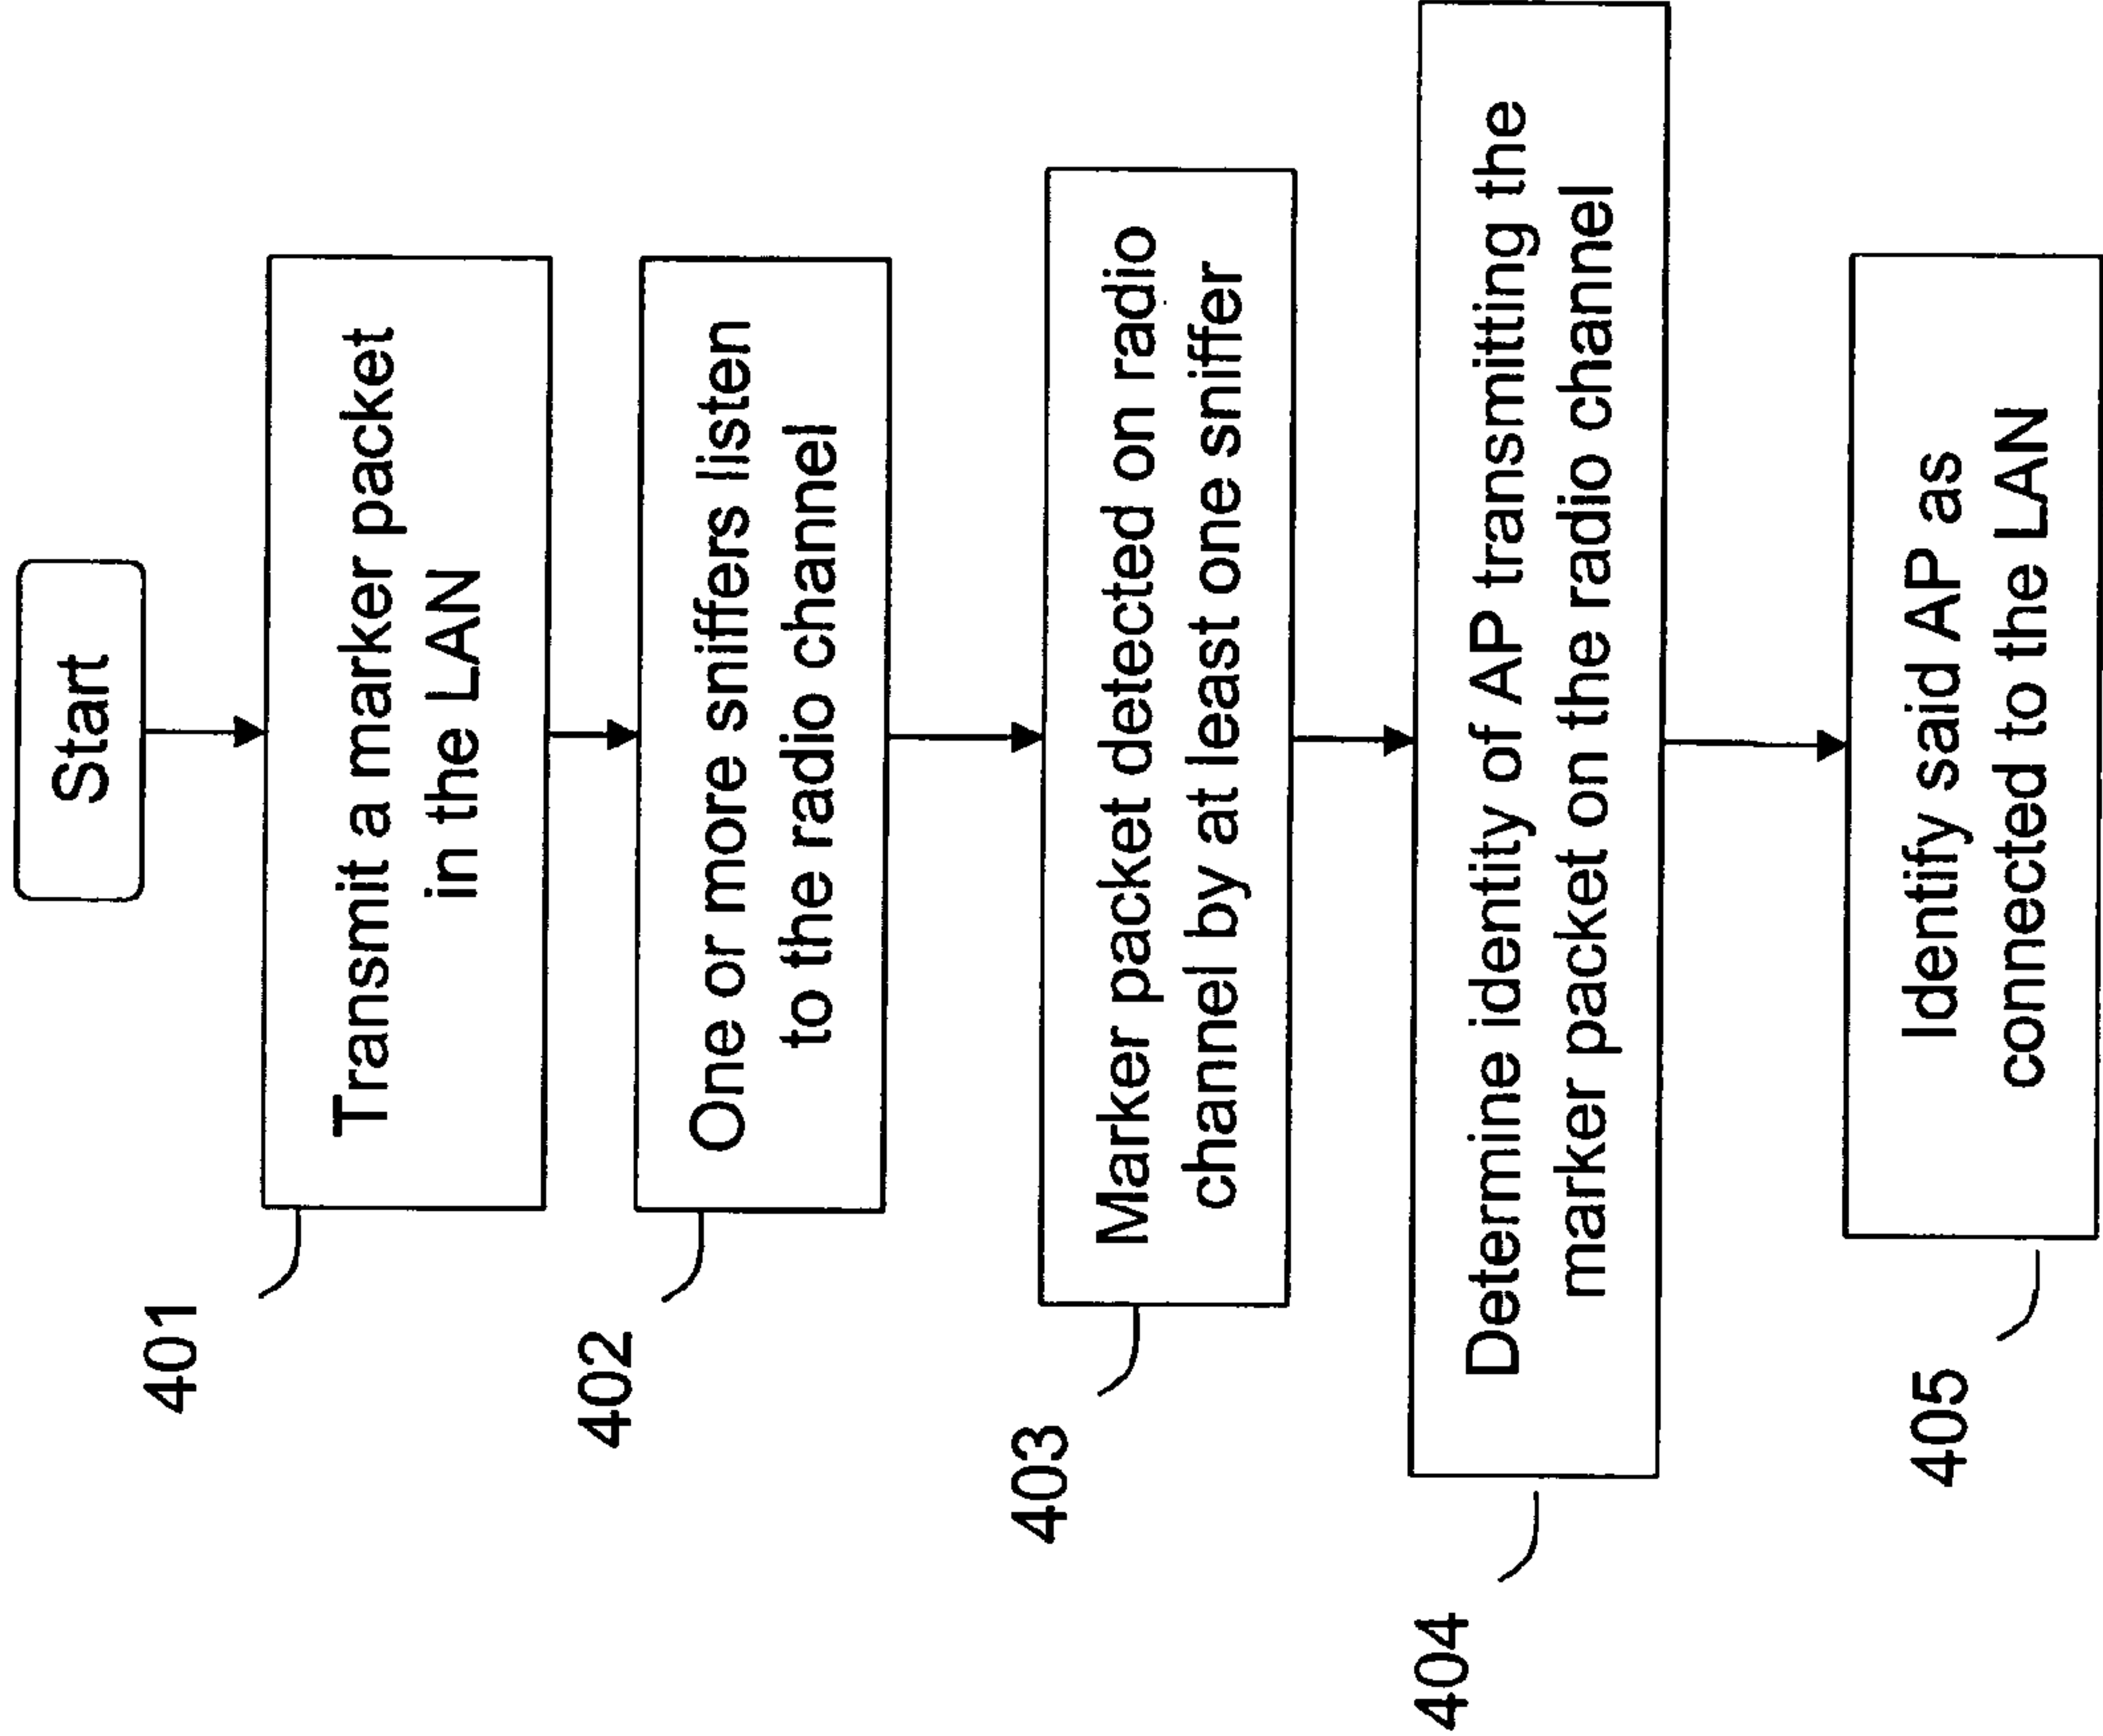 Start
401
Transmit a marker packet
in the LAN
402
One or more sniffers listen
to the radio channel
403
Marker packet detected on radio
channel by at least one sniffer
404
Determine identity of AP transmitting the
marker packet on the radio channel
405
Identify said AP as
connected to the LAN